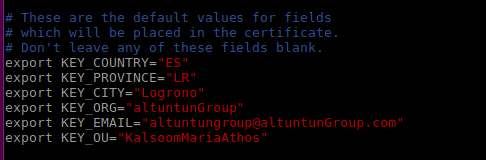 # These are the default values for fields
# which will be placed in the certificate.
# Don't leave any of these fields blank.
export KEY_COUNTRY="ES"
export KEY_PROVINCE="LR"
export KEY_CITY="Logrono"
export KEY_ORG="altuntunGroup"
export KEY_EMAIL="altuntungroup@altuntunGroup.com"
export KEY_OU="KalsoomMariaAthos"